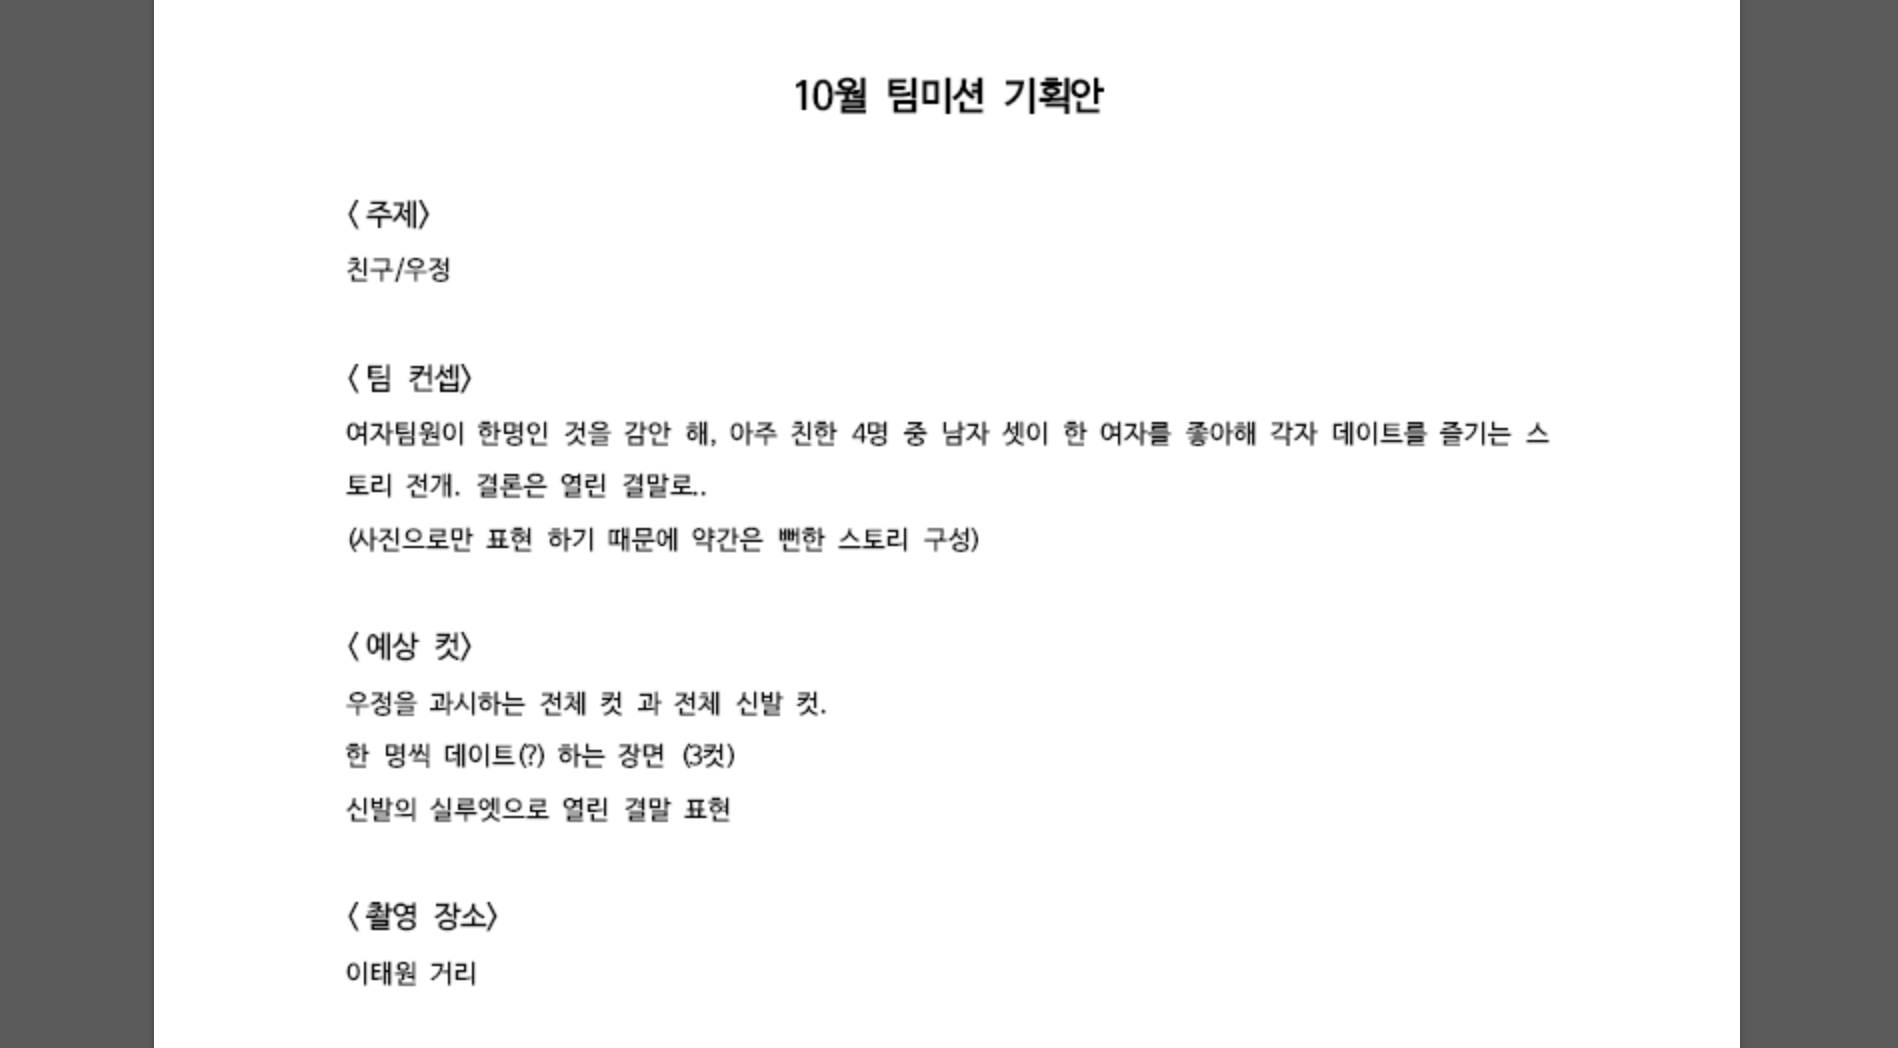 10월 팀미션 기획안
<주제>
친구/우정
<팀 컨셉>
여자팀원이 한명인 것을 감안 해, 아주 친한 4명 중 남자 셋이 한 여자를 좋아해 각자 데이트를 즐기는 스
토리 전개. 결론은 열린 결말로..
(사진으로만 표현 하기 때문에 약간은 뻔한 스토리 구성)
<예상 컷>
우정을 과시하는 전체 컷 과 전체 신발 컷.
한 명씩 데이트(?) 하는 장면 (3컷)
신발의 실루엣으로 열린 결말 표현
<촬영 장소>
이태원 거리